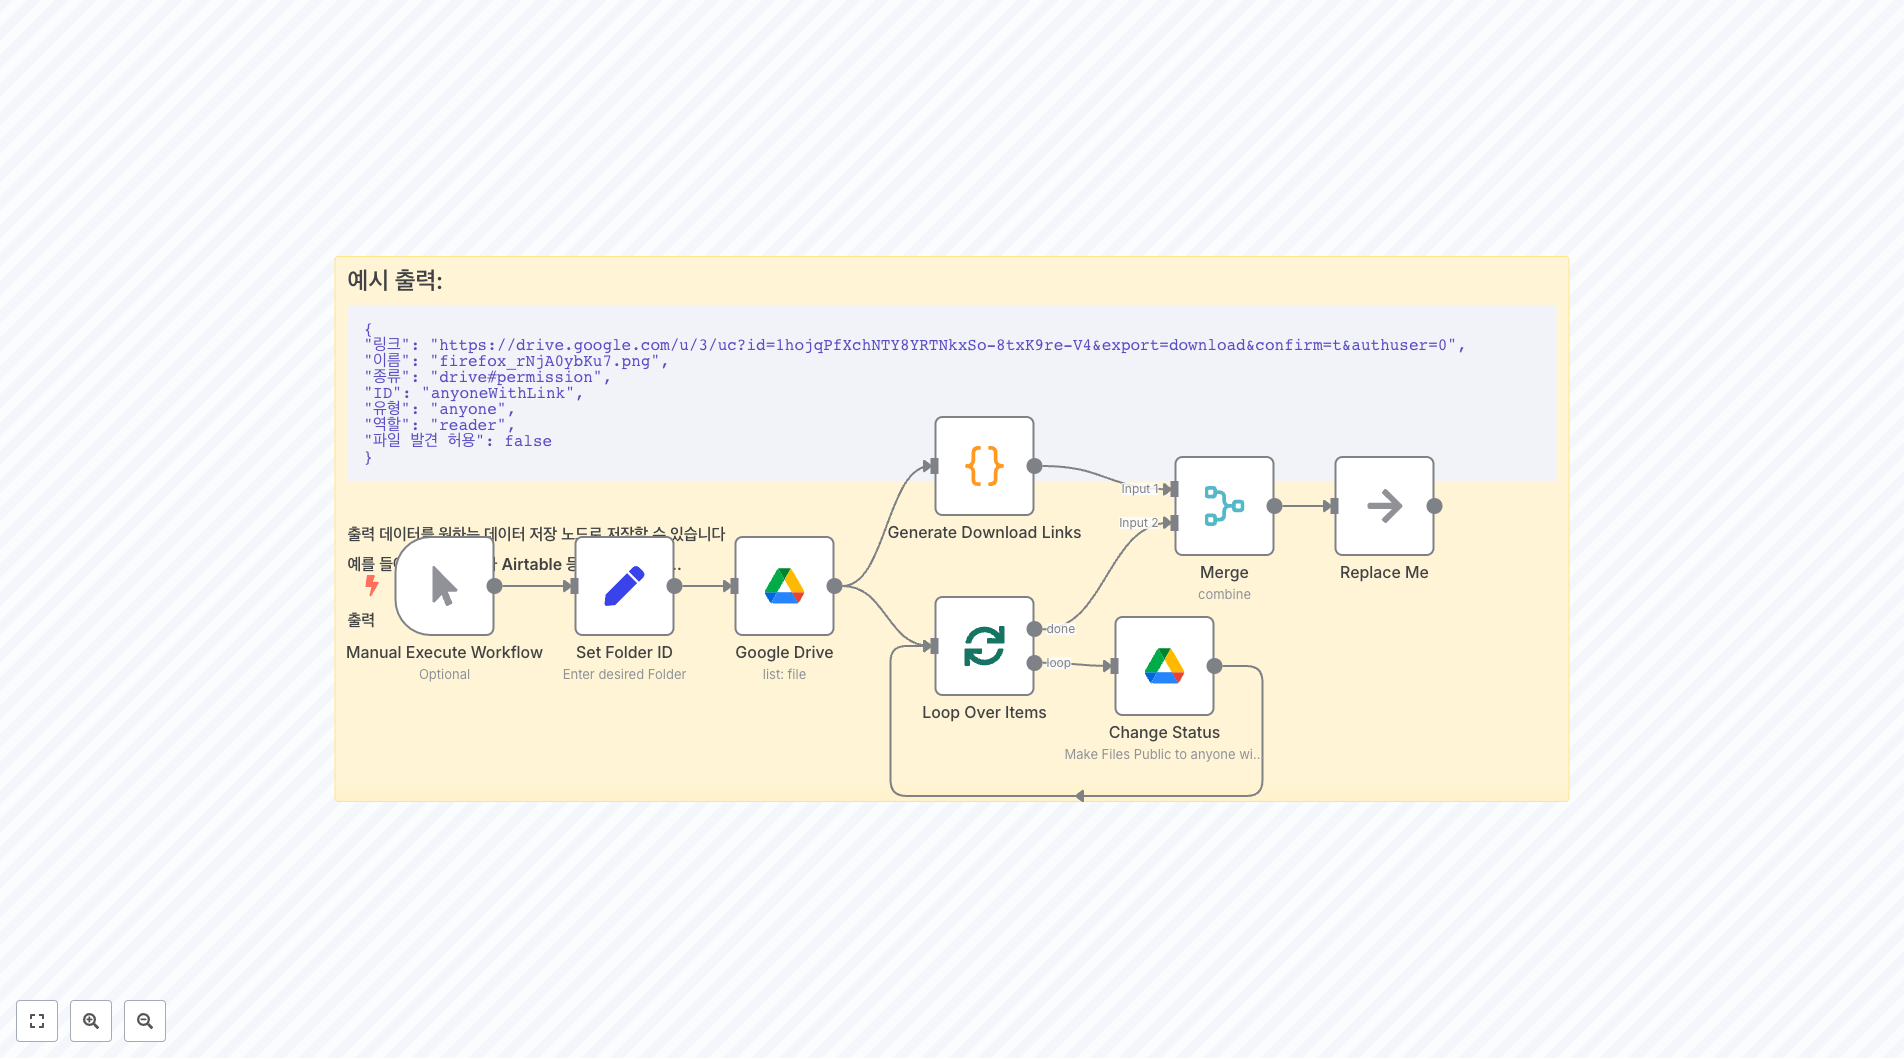 예시 출력:
{
"링크": "https://drive.google.com/u/3/uc?id=1hojqPfXchNTY8YRTNkxSo-8txK9re-V4&export=download&confirm=t&authuser=0",
"이름": "firefox_rNjA0ybKu7.png",
"종류": "drive#permission",
"ID": "anyoneWithLink",
"유형": "anyone",
"역할": "reader",
"파일 발견 허용": false
}
출력 데이터를 원하는 데이터 저장 노드로 저장할 수 있습니다
예를 Airtable
출력
Manual Execute Workflow
Optional
Set Folder ID
Enter desired Folder
Google Drive
list: file
Generate Download Links
Input 1
Input 2
Merge
combine
Replace Me
done
loop
Loop Over Items
Change Status
Make Files Public to anyone wi...